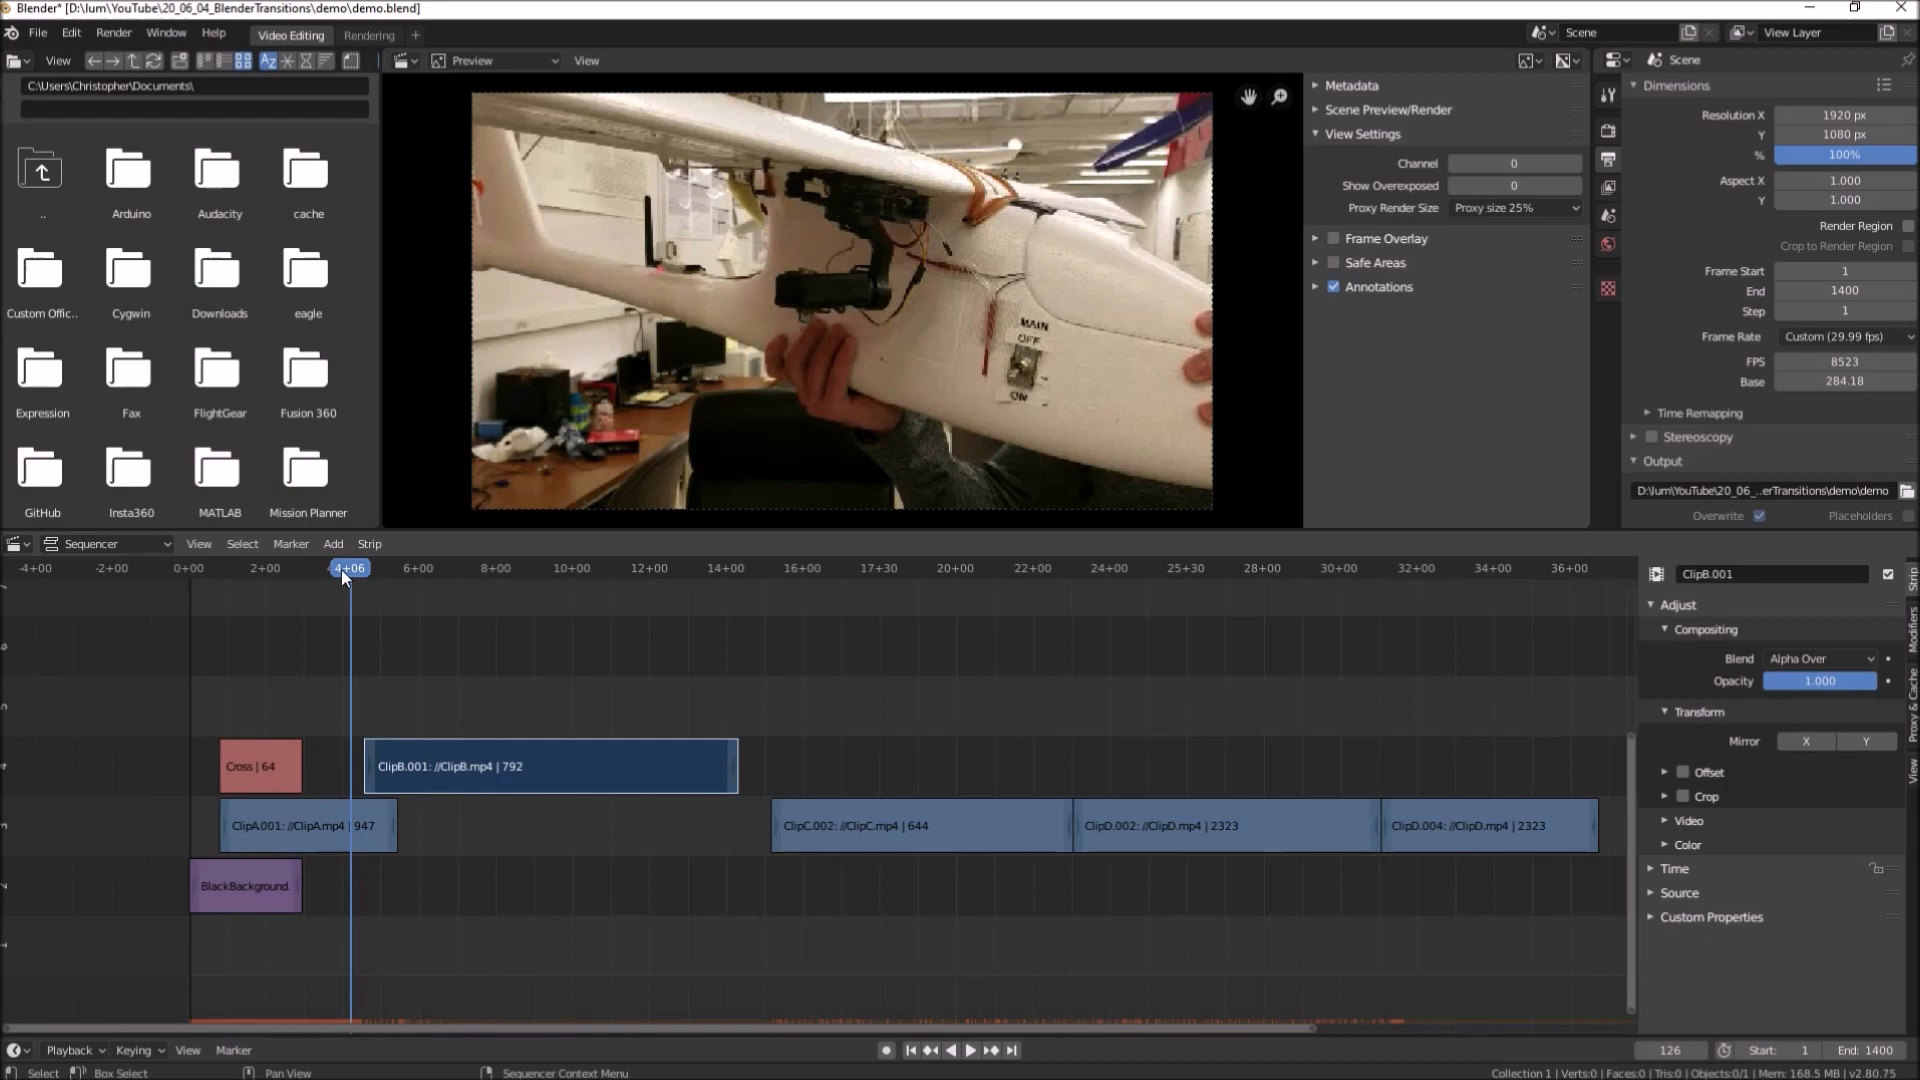 Blender* [D:\Ium\YouTube\20_06_04_BlenderTransitions\demo\demo.blend]
File Edit Render Window Help Video Editing Rendering + Scene View Layer
View Preview View Scene
C:\Users\Christopher\Documents\
.. Arduino Audacity cache
Custom Offic.. Cygwin Downloads eagle
Expression Fax FlightGear Fusion 360
GitHub Insta360 MATLAB Mission Planner
MAIN
OFF
ON
Metadata
Scene Preview/Render
View Settings
Channel 0
Show Overexposed 0
Proxy Render Size Proxy size 25%
Frame Overlay
Safe Areas
Annotations
Dimensions
Resolution X 1920 px
Y 1080 px
% 100%
Aspect X 1.000
Y 1.000
Render Region
Crop to Render Region
Frame Start 1
End 1400
Step 1
Frame Rate Custom (29.99 fps)
FPS 8523
Base 284.18
Time Remapping
Stereoscopy
Output
D:\Ium\YouTube\20_06_..erTransitions\demo\demo
Overwrite Placeholders
Sequencer View Select Marker Add Strip
-4+00 -2+00 0+00 2+00 4+06 6+00 8+00 10+00 12+00 14+00 16+00 17+30 20+00 22+00 24+00 25+30 28+00 30+00 32+00 34+00 36+00
7
6
5
4
3
2
1
Cross | 64 ClipB.001: //ClipB.mp4 | 792
ClipA.001: //ClipA.mp4 | 947 ClipC.002: //ClipC.mp4 | 644 ClipD.002: //ClipD.mp4 | 2323 ClipD.004: //ClipD.mp4 | 2323
BlackBackground.
ClipB.001
Adjust
Compositing
Blend Alpha Over
Opacity 1.000
Transform
Mirror X Y
Offset
Crop
Video
Color
Time
Source
Custom Properties
Strip
Modifiers
Proxy & Cache
View
Playback Keying View Marker 126 Start: 1 End: 1400
Select Box Select Pan View Sequencer Context Menu Collection 1 | Verts:0 | Faces:0 | Tris:0 | Objects:0/1 | Mem: 168.5 MB | v2.80.75